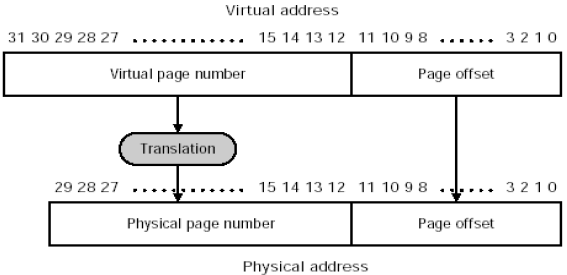 Virtual address
31 30 29 28 27 ............ 15 14 13 12 11 10 9 8 ...... 3 2 1 0
Virtual page number Page offset
Translation
29 28 27 ............ 15 14 13 12 11 10 9 8 ...... 3 2 1 0
Physical page number Page offset
Physical address